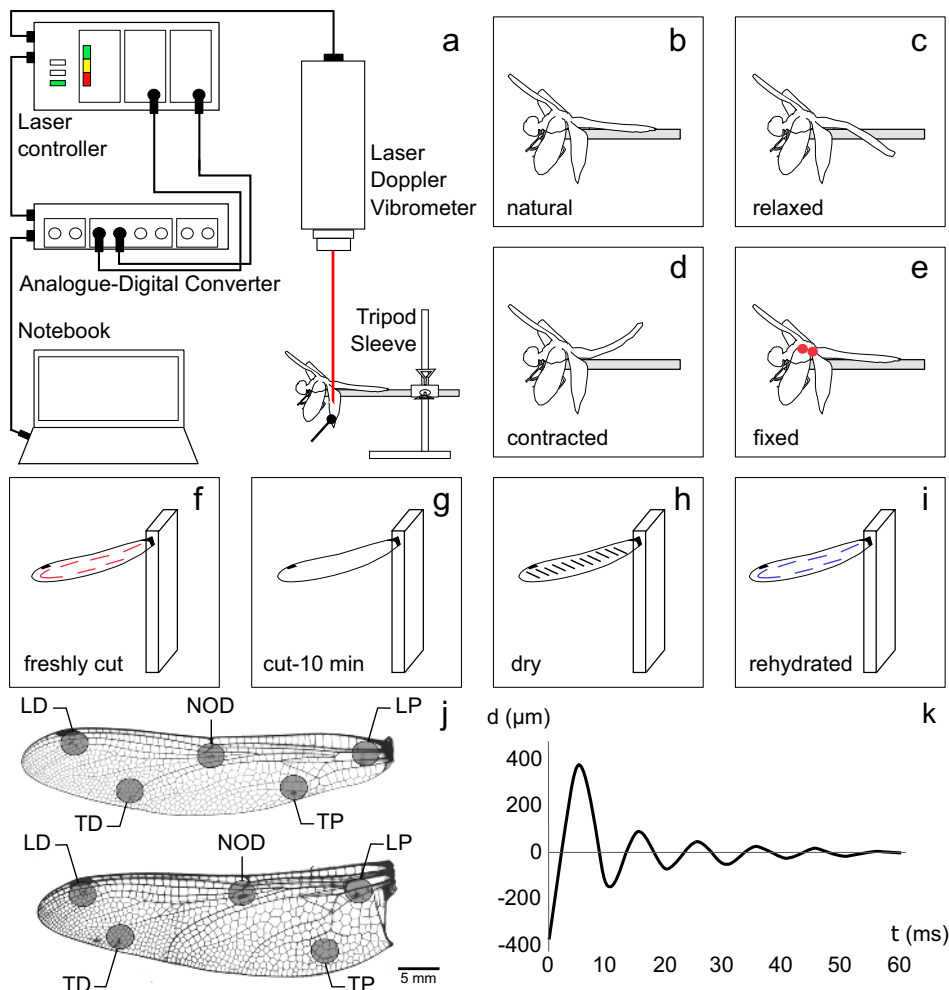 a
Laser
controller
Laser
Doppler
Vibrometer
Analogue-Digital Converter
Notebook
Tripod
Sleeve
b
natural
c
relaxed
d
contracted
e
fixed
f
freshly cut
g
cut-10 min
h
dry
i
rehydrated
j
LD
NOD
LP
TD
TP
LD
NOD
LP
TD
TP
5 mm
k
d (µm)
400
200
0
-200
-400
0 10 20 30 40 50 60
t (ms)